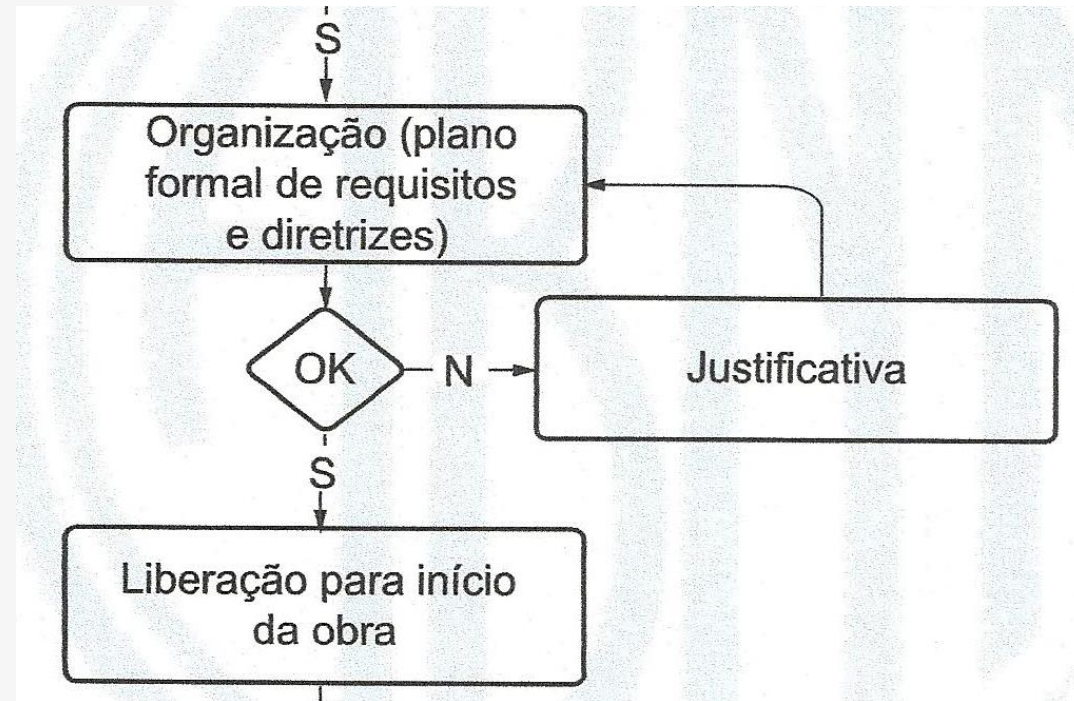 S
Organização (plano
formal de requisitos
e diretrizes)
OK
N
Justificativa
S
Liberação para início
da obra